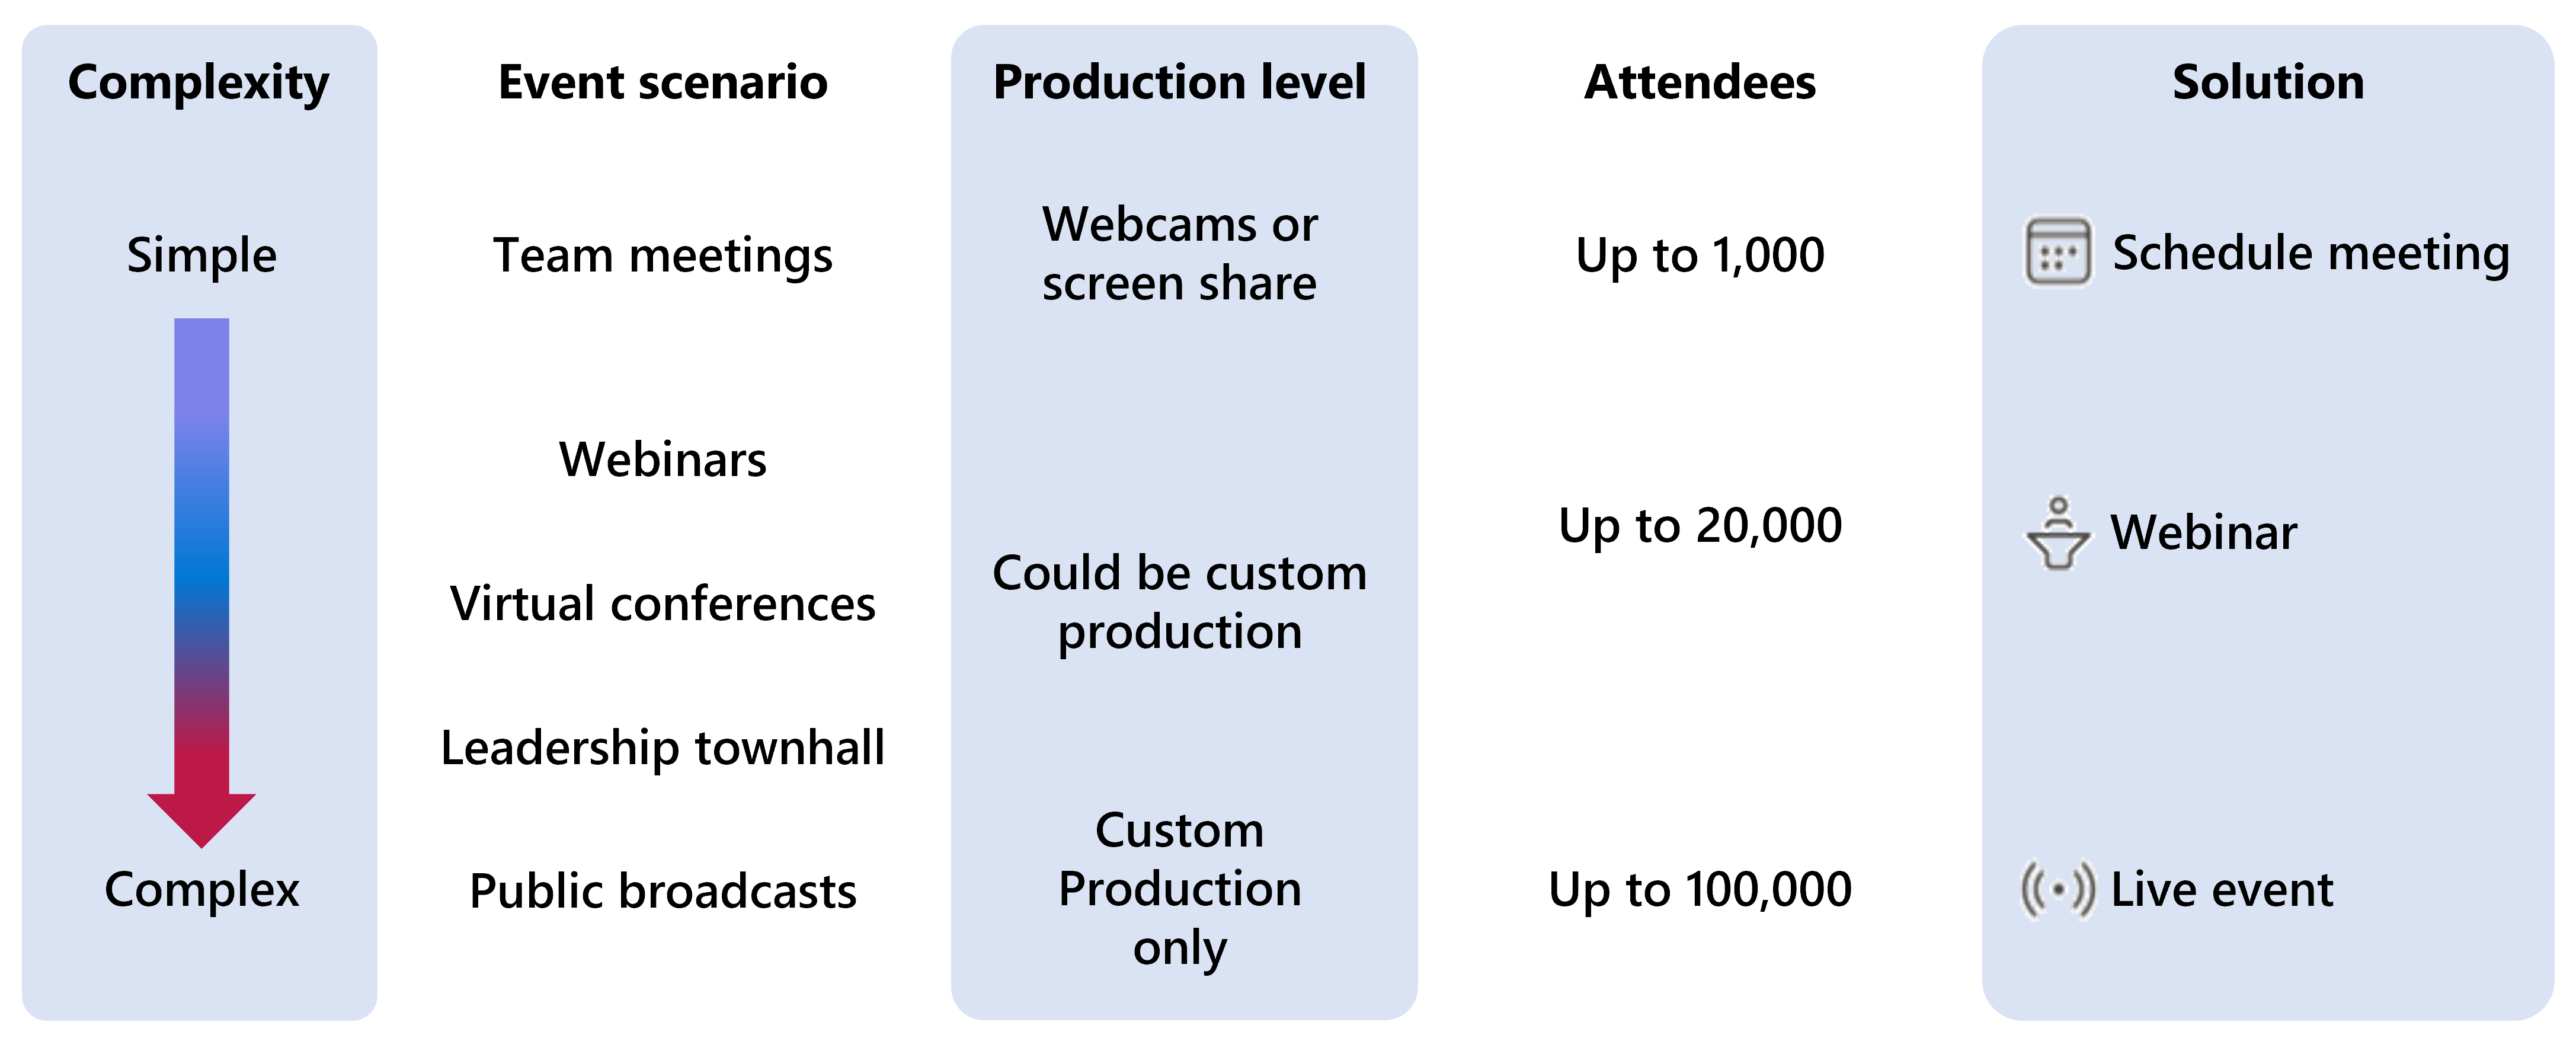 Complexity
Event scenario
Production level
Attendees
Solution
Simple
Team meetings
Webcams or
screen share
Up to 1,000
Schedule meeting
Webinars
Virtual conferences
Leadership townhall
Could be custom
production
Up to 20,000
Webinar
Complex
Public broadcasts
Custom
Production
only
Up to 100,000
Live event